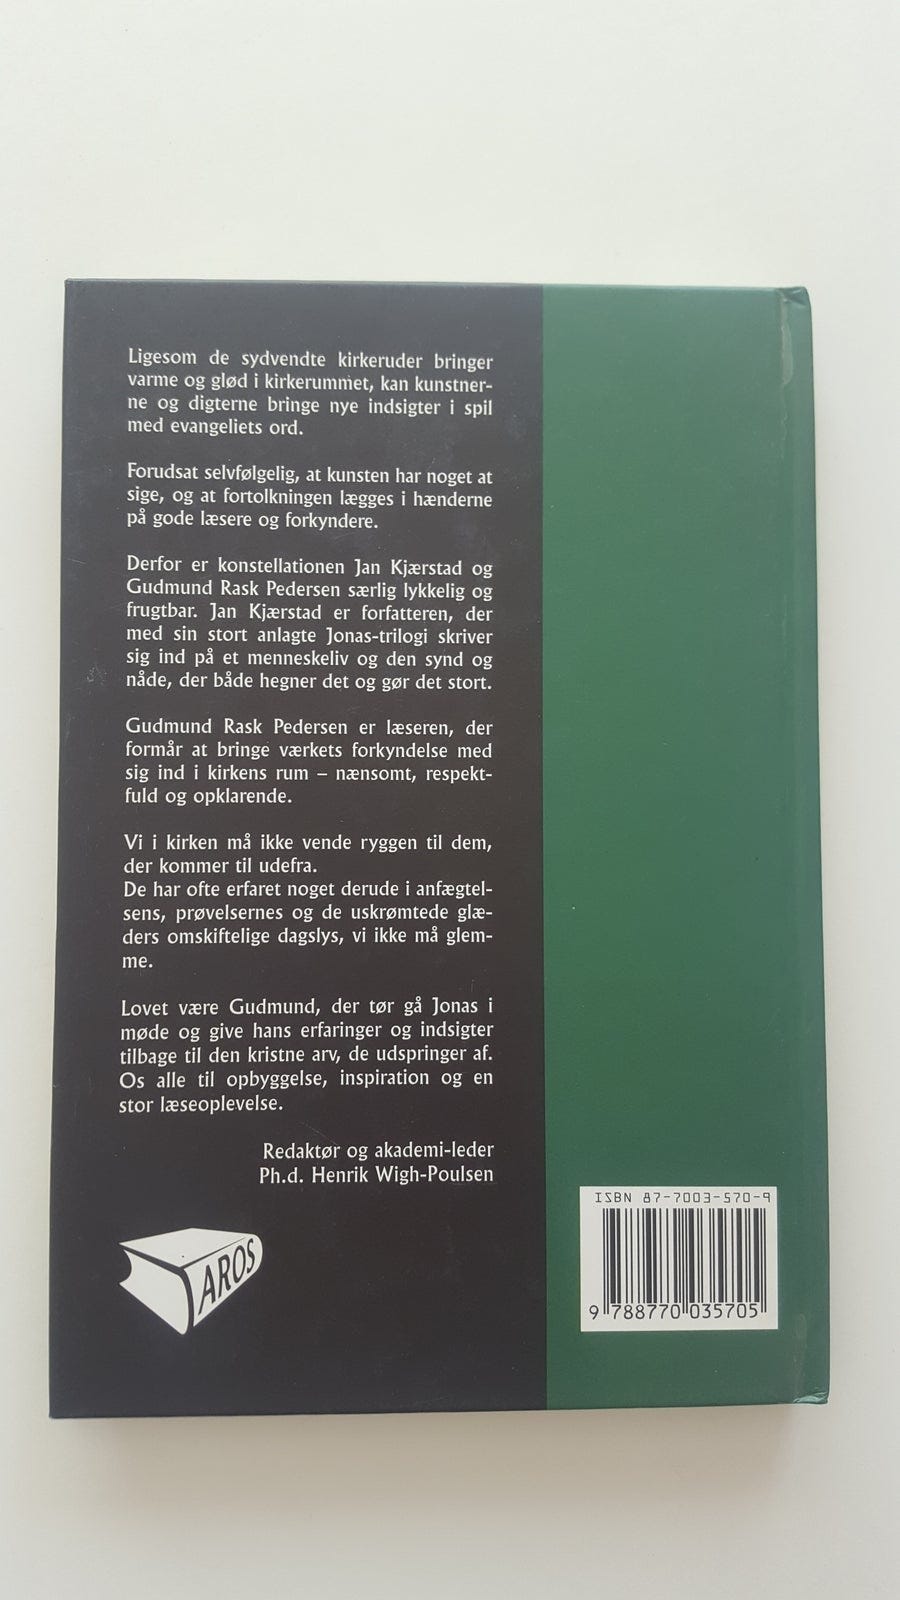 Ligesom de sydvendte kirkeruder bringer
varme og glød i kirkerummet, kan kunstner-
ne og digterne bringe nye indsigter i spil
med evangeliets ord.
Forudsat selvfølgelig, at kunsten har noget at
sige, og at fortolkningen lægges i hænderne
på gode læsere og forkyndere.
Derfor er konstellationen Jan Kjærstad og
Gudmund Rask Pedersen særlig lykkelig og
frugtbar. Jan Kjærstad er forfatteren, der
med sin stort anlagte Jonas-trilogi skriver
sig ind på et menneskeliv og den synd og
nåde, der både hegner det og gør det stort.
Gudmund Rask Pedersen er læseren, der
formår at bringe værkets forkyndelse med
sig ind i kirkens rum – nænsomt, respekt-
fuld og opklarende.
Vi i kirken må ikke vende ryggen til dem,
der kommer til udefra.
De har ofte erfaret noget derude i anfægtel-
sens, prøvelsernes og de uskrømtede glæ-
ders omskiftelige dagslys, vi ikke må glem-
me.
Lovet være Gudmund, der tør gå Jonas i
møde og give hans erfaringer og indsigter
tilbage til den kristne arv, de udspringer af.
Os alle til opbyggelse, inspiration og en
stor læseoplevelse.
Redaktør og akademi-leder
Ph.d. Henrik Wigh-Poulsen
AROS
ISBN 87-7003-570-9
9 788770 035705